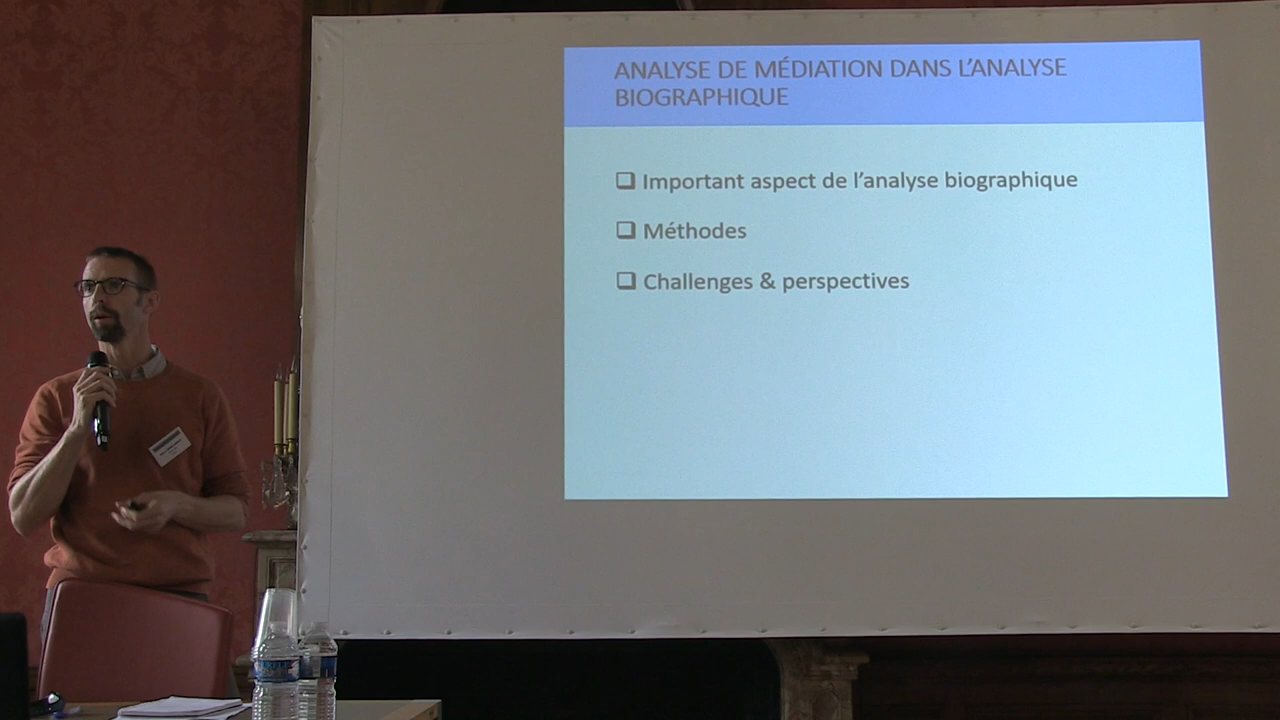 ANALYSE DE MÉDIATION DANS L'ANALYSE
BIOGRAPHIQUE
❑ Important aspect de l'analyse biographique
❑ Méthodes
❑ Challenges & perspectives